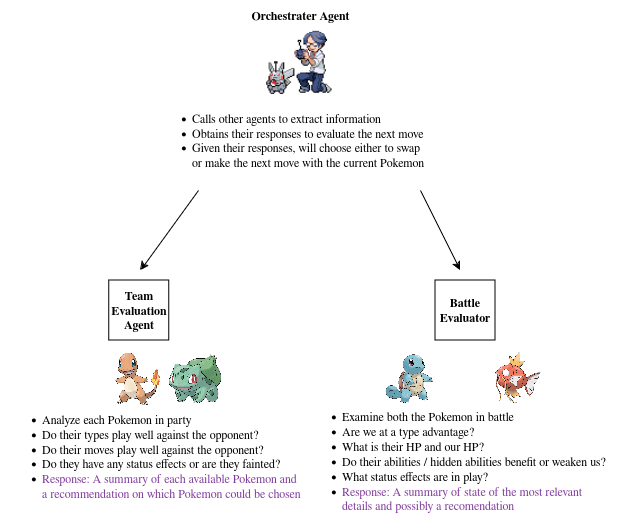 Orchestrater Agent
• Calls other agents to extract information
• Obtains their responses to evaluate the next move
• Given their responses, will choose either to swap
or make the next move with the current Pokemon
Team
Evaluation
Agent
• Analyze each Pokemon in party
• Do their types play well against the opponent?
• Do their moves play well against the opponent?
• Do they have any status effects or are they fainted?
• Response: A summary of each available Pokemon and
a recommendation on which Pokemon could be chosen
Battle
Evaluator
• Examine both the Pokemon in battle
• Are we at a type advantage?
• What is their HP and our HP?
• Do their abilities / hidden abilities benefit or weaken us?
• What status effects are in play?
• Response: A summary of state of the most relevant
details and possibly a recomendation